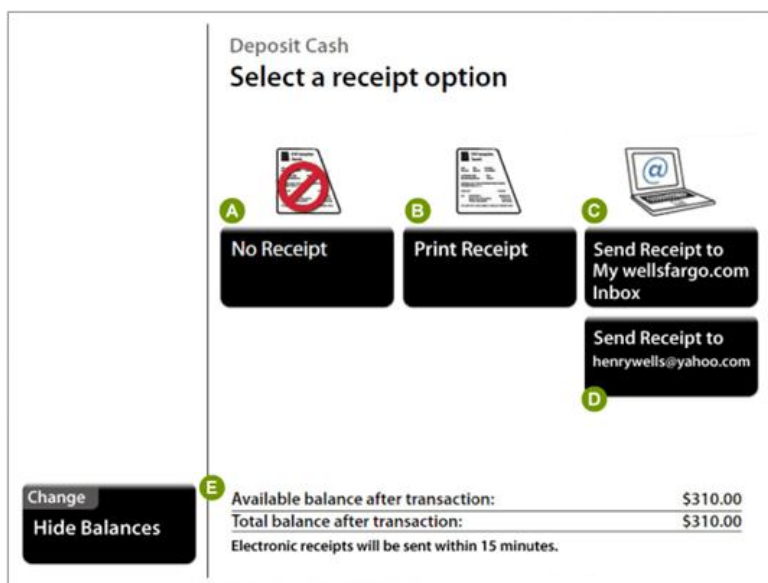 Deposit Cash
Select a receipt option
A
B
C
No Receipt
Print Receipt
Send Receipt to
My wellsfargo.com
Inbox
Send Receipt to
henrywells@yahoo.com
D
E
Change
Hide Balances
Available balance after transaction: $310.00
Total balance after transaction: $310.00
Electronic receipts will be sent within 15 minutes.